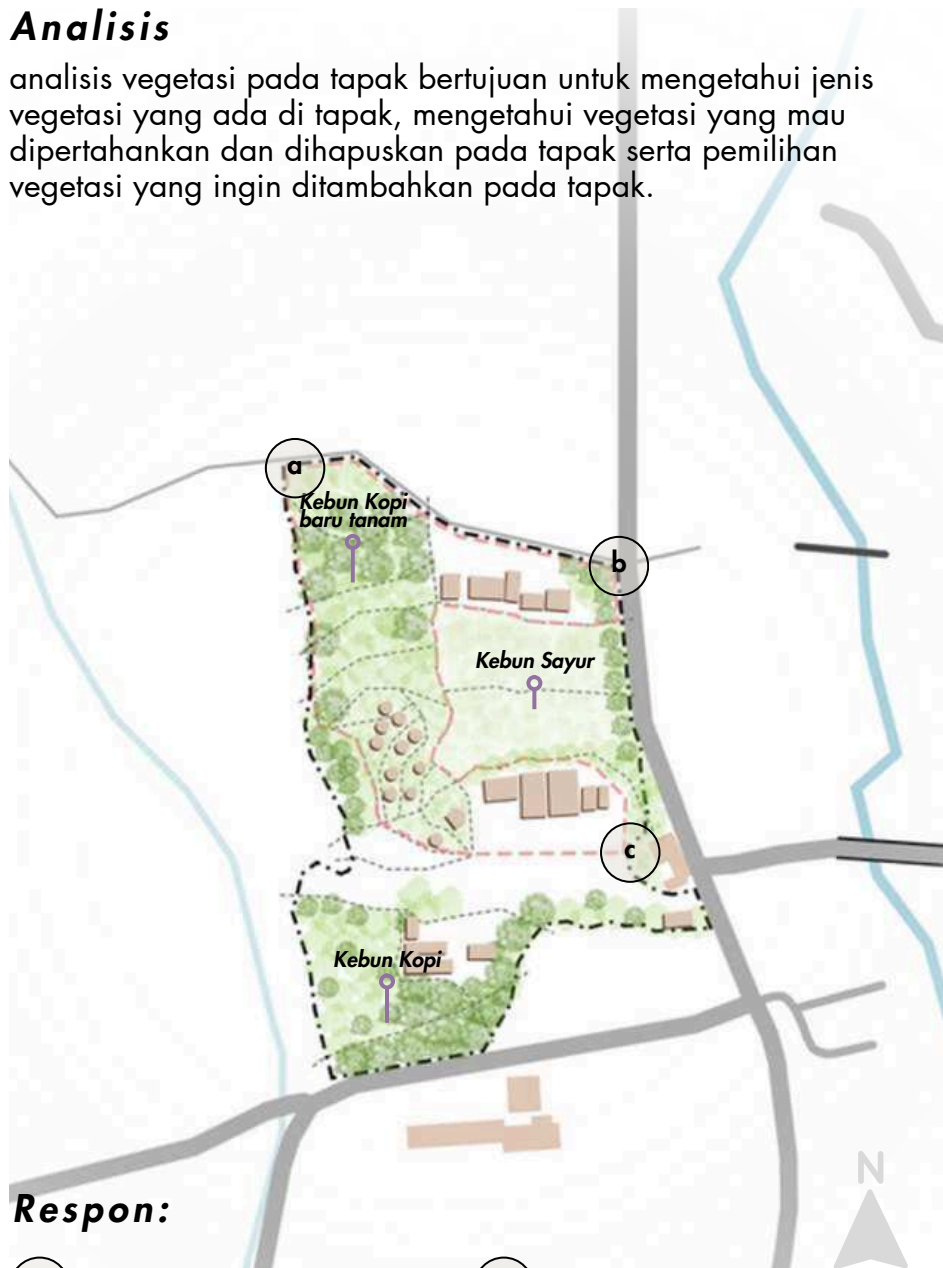 Analisis
analisis vegetasi pada tapak bertujuan untuk mengetahui jenis
vegetasi yang ada di tapak, mengetahui vegetasi yang mau
dipertahankan dan dihapuskan pada tapak serta pemilihan
vegetasi yang ingin ditambahkan pada tapak.
a
Kebun Kopi
baru tanam
b
Kebun Sayur
c
Kebun Kopi
N
Respon: